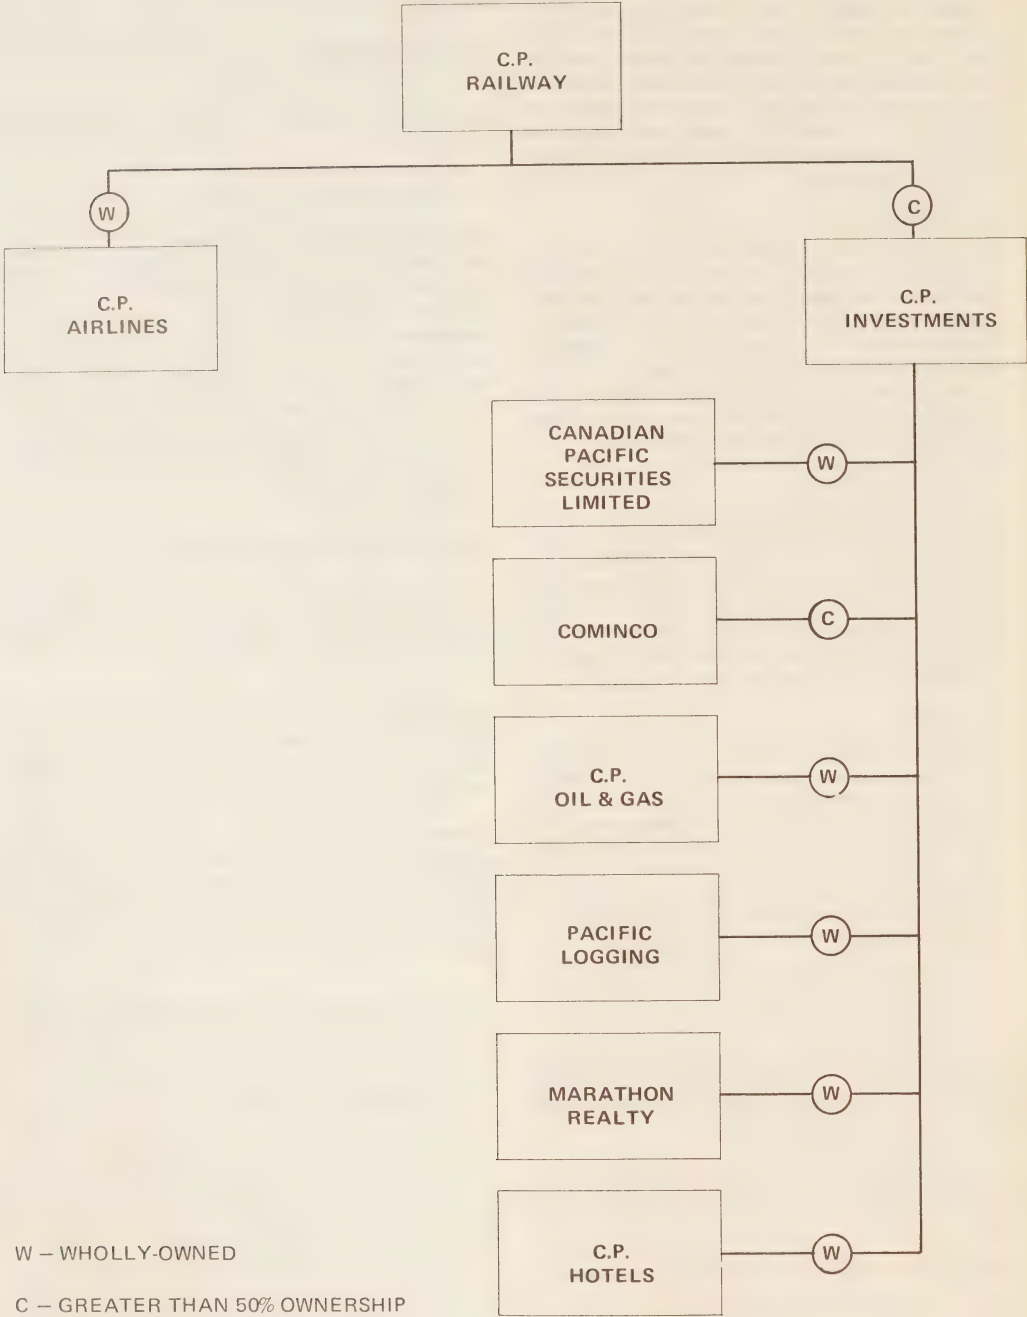 C.P.
RAILWAY
W
C
C.P.
AIRLINES
C.P.
INVESTMENTS
CANADIAN
PACIFIC
SECURITIES
LIMITED
W
COMINCO
C
C.P.
OIL & GAS
W
PACIFIC
LOGGING
W
MARATHON
REALTY
W
C.P.
HOTELS
W
W – WHOLLY-OWNED
C – GREATER THAN 50% OWNERSHIP